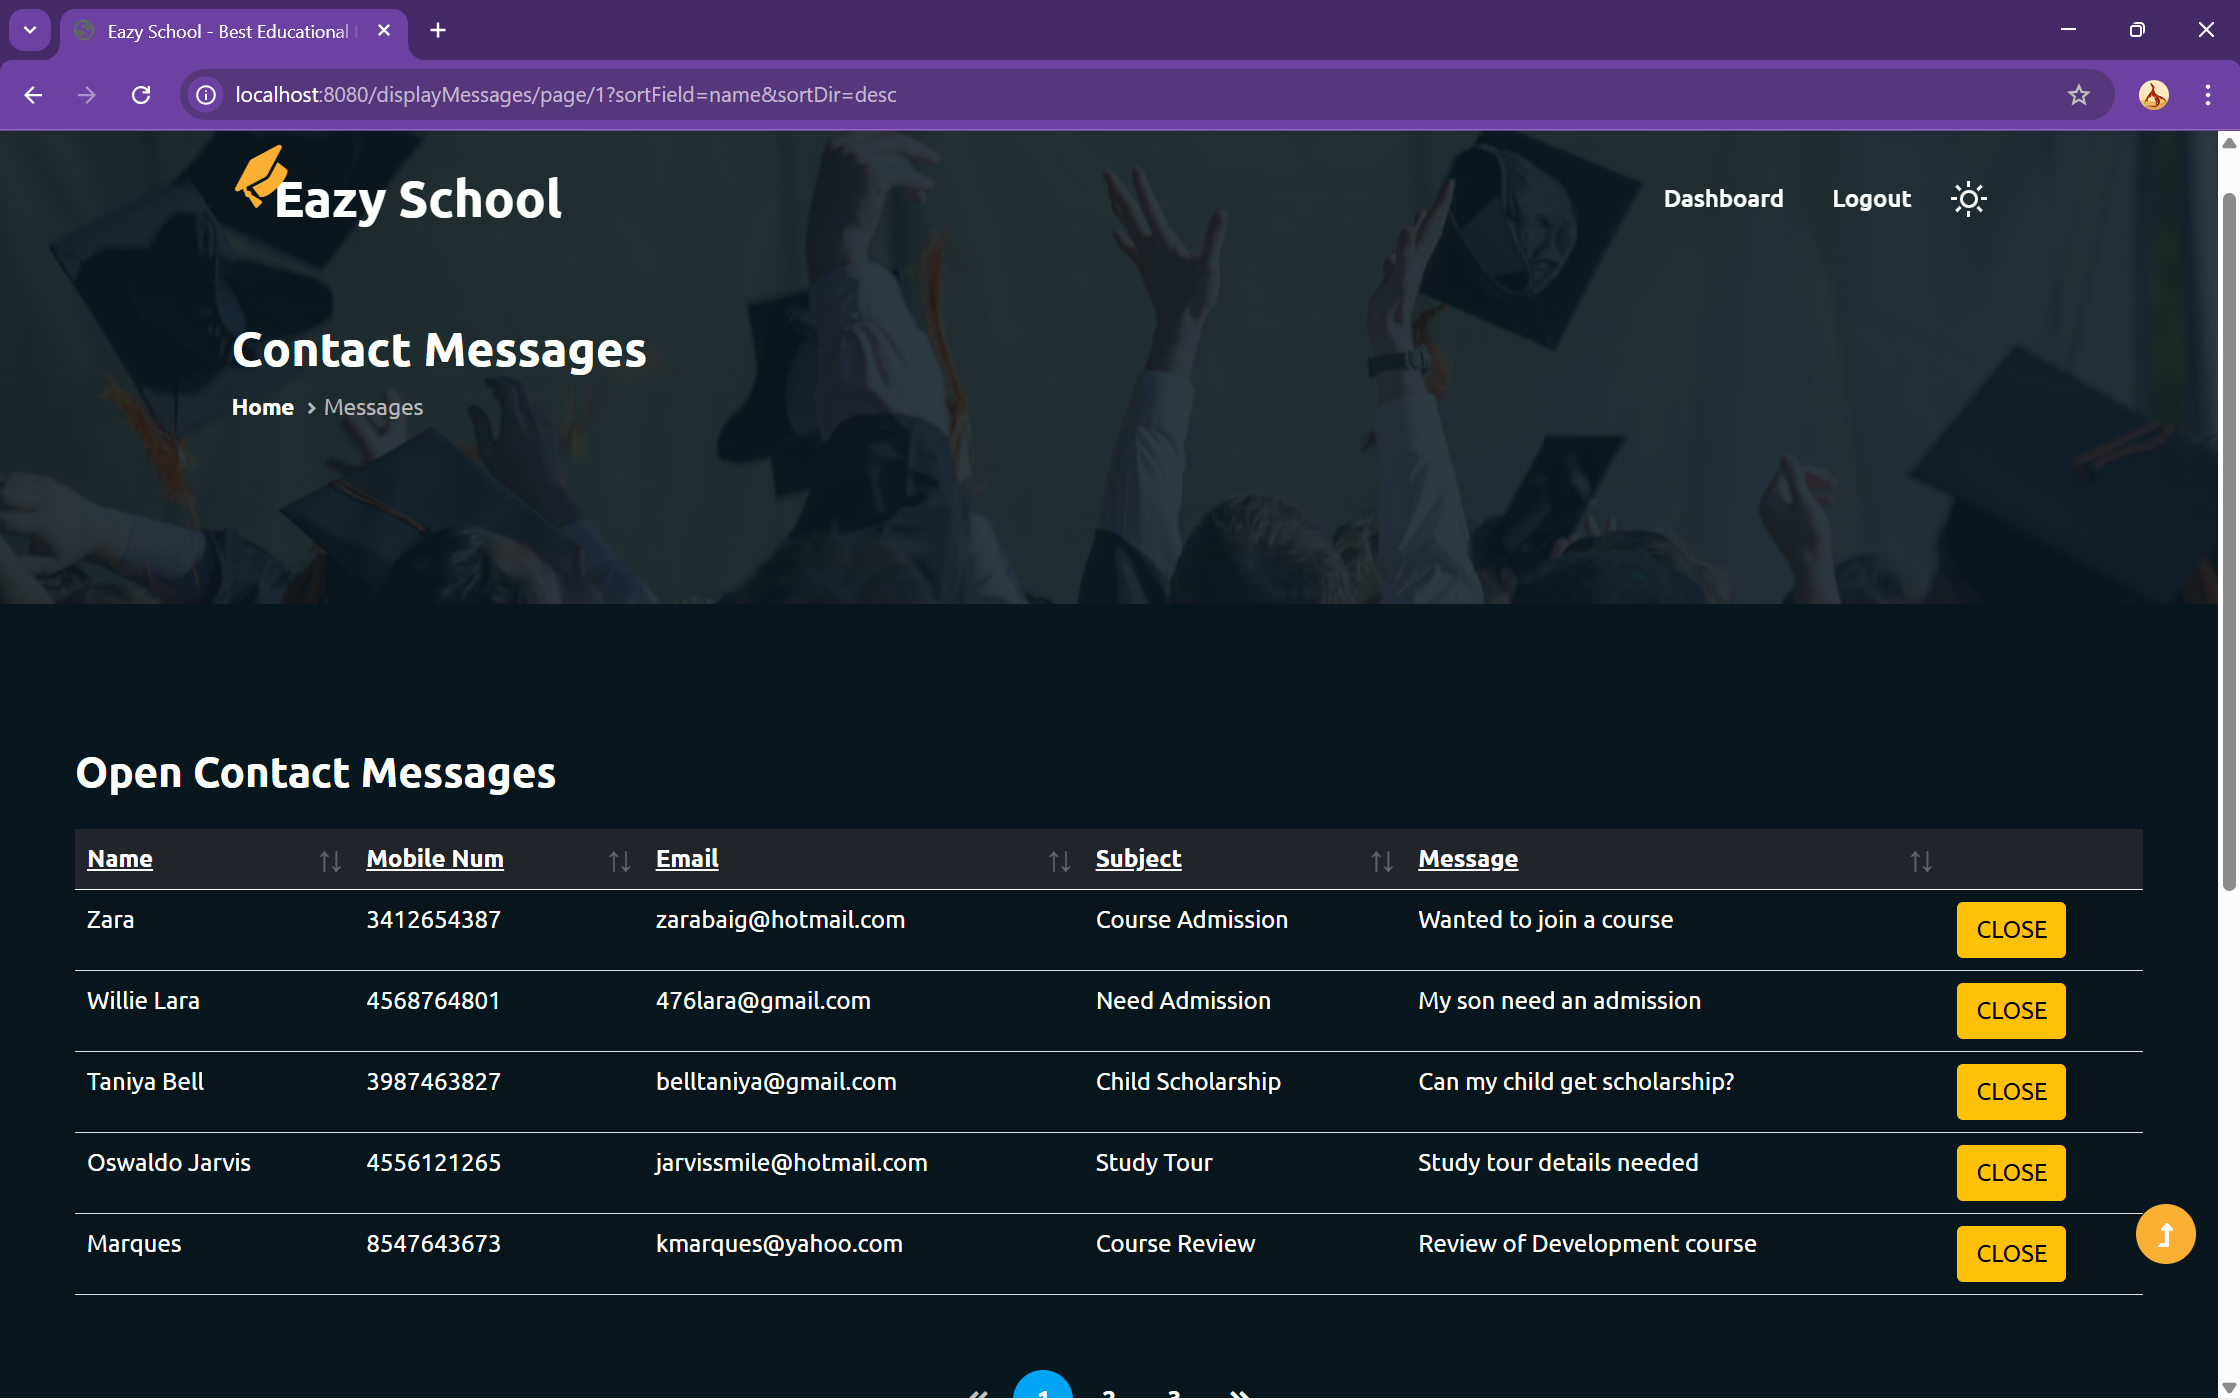 Eazy School - Best Educational
localhost:8080/displayMessages/page/1?sortField=name&sortDir=desc
Eazy School
Dashboard Logout
Contact Messages
Home > Messages
Open Contact Messages
Name Mobile Num Email Subject Message
Zara 3412654387 zarabaig@hotmail.com Course Admission Wanted to join a course CLOSE
Willie Lara 4568764801 476lara@gmail.com Need Admission My son need an admission CLOSE
Taniya Bell 3987463827 belltaniya@gmail.com Child Scholarship Can my child get scholarship? CLOSE
Oswaldo Jarvis 4556121265 jarvissmile@hotmail.com Study Tour Study tour details needed CLOSE
Marques 8547643673 kmarques@yahoo.com Course Review Review of Development course CLOSE
« 1 2 3 »